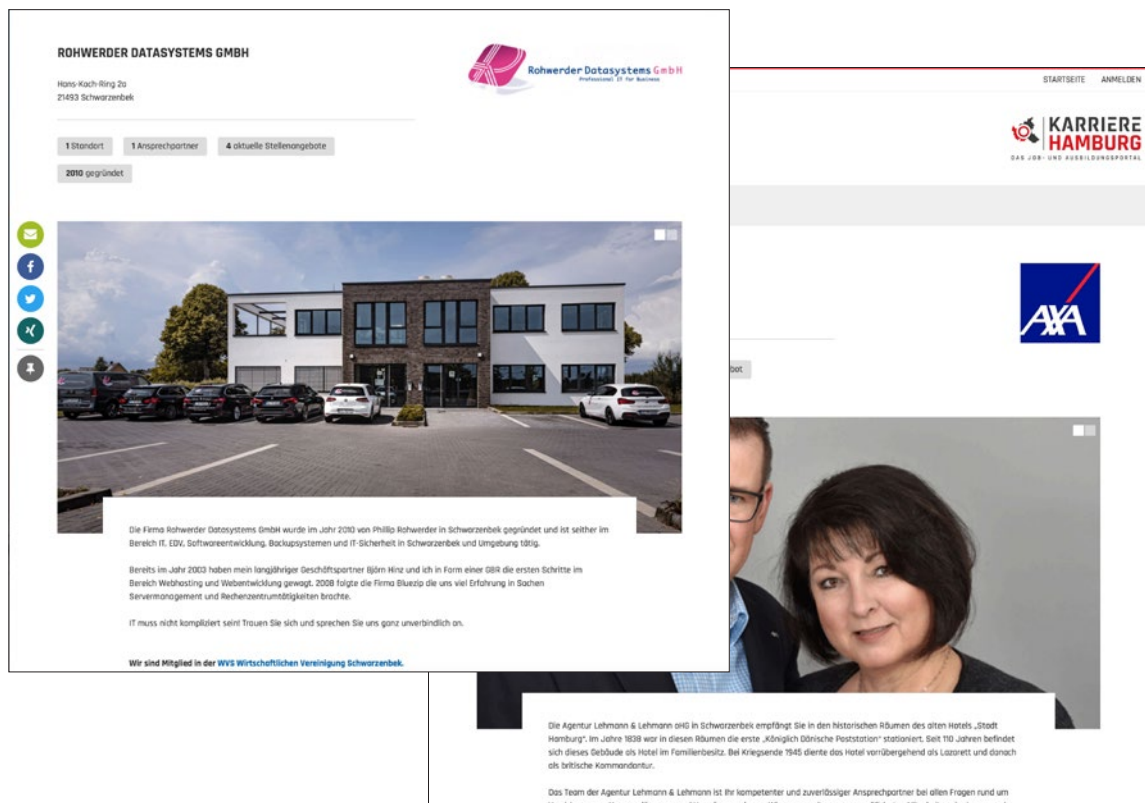 ROHWERDER DATASYSTEMS GMBH
Rohwerder Datasystems GmbH
Professional IT for Business
Hans-Koch-Ring 2a
21493 Schwarzenbek
1 Standort 1 Ansprechpartner 4 aktuelle Stellenangebote
2010 gegründet
Die Firma Rohwerder Datasystems GmbH wurde im Jahr 2010 von Phillip Rohwerder in Schwarzenbek gegründet und ist seither im
Bereich IT, EDV, Softwareentwicklung, Backupsystemen und IT-Sicherheit in Schwarzenbek und Umgebung tätig.
Bereits im Jahr 2003 haben mein langjähriger Geschäftspartner Björn Hinz und ich in Form einer GBR die ersten Schritte im
Bereich Webhosting und Webentwicklung gewagt. 2008 folgte die Firma Bluezip die uns viel Erfahrung in Sachen
Servermanagement und Rechenzentrumtätigkeiten brachte.
IT muss nicht kompliziert sein! Trauen Sie sich und sprechen Sie uns ganz unverbindlich an.
Wir sind Mitglied in der WVS Wirtschaftlichen Vereinigung Schwarzenbek.
STARTSEITE ANMELDEN
KARRIERE
HAMBURG
DAS JOB- UND AUSBILDUNGSPORTAL
AXA
bot
Die Agentur Lehmann & Lehmann oHG in Schwarzenbek empfängt Sie in den historischen Räumen des alten Hotels „Stadt
Hamburg“. Im Jahre 1838 war in diesen Räumen die erste „Königlich Dänische Poststation“ stationiert. Seit 110 Jahren befindet
sich dieses Gebäude als Hotel im Familienbesitz. Bei Kriegsende 1945 diente das Hotel vorrübergehend als Lazarett und danach
als britische Kommandantur.
Das Team der Agentur Lehmann & Lehmann ist Ihr kompetenter und zuverlässiger Ansprechpartner bei allen Fragen rund um